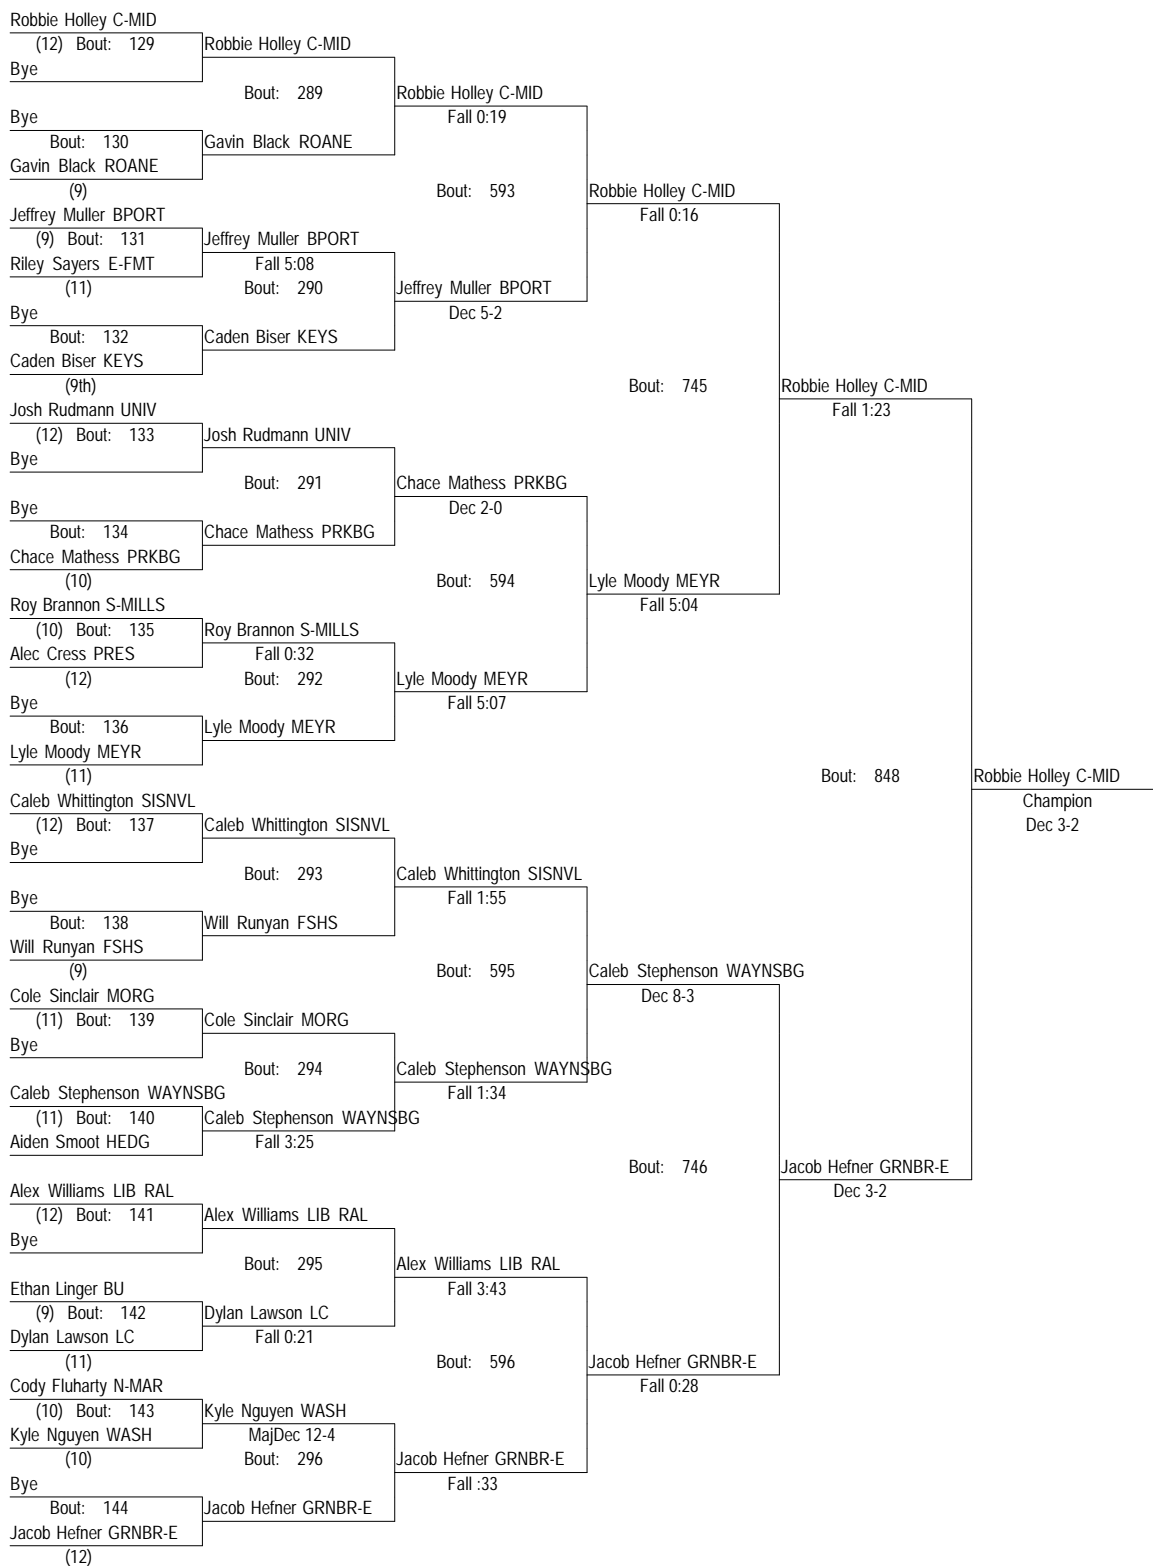 Robbie Holley C-MID
(12) Bout: 129
Robbie Holley C-MID
Bye
Bout: 289
Robbie Holley C-MID
Bye
Fall 0:19
Bout: 130
Gavin Black ROANE
Gavin Black ROANE
(9)
Bout: 593
Robbie Holley C-MID
Jeffrey Muller BPORT
Fall 0:16
(9) Bout: 131
Jeffrey Muller BPORT
Riley Sayers E-FMT
Fall 5:08
(11)
Bout: 290
Jeffrey Muller BPORT
Bye
Dec 5-2
Bout: 132
Caden Biser KEYS
Caden Biser KEYS
(9th)
Bout: 745
Robbie Holley C-MID
Josh Rudmann UNIV
Fall 1:23
(12) Bout: 133
Josh Rudmann UNIV
Bye
Bout: 291
Chace Mathess PRKBG
Bye
Dec 2-0
Bout: 134
Chace Mathess PRKBG
Chace Mathess PRKBG
(10)
Bout: 594
Lyle Moody MEYR
Roy Brannon S-MILLS
Fall 5:04
(10) Bout: 135
Roy Brannon S-MILLS
Alec Cress PRES
Fall 0:32
(12)
Bout: 292
Lyle Moody MEYR
Bye
Fall 5:07
Bout: 136
Lyle Moody MEYR
Lyle Moody MEYR
(11)
Bout: 848
Robbie Holley C-MID
Caleb Whittington SISNVL
Champion
(12) Bout: 137
Caleb Whittington SISNVL
Dec 3-2
Bye
Bout: 293
Caleb Whittington SISNVL
Bye
Fall 1:55
Bout: 138
Will Runyan FSHS
Will Runyan FSHS
(9)
Bout: 595
Caleb Stephenson WAYNSBG
Cole Sinclair MORG
Dec 8-3
(11) Bout: 139
Cole Sinclair MORG
Bye
Bout: 294
Caleb Stephenson WAYNSBG
Caleb Stephenson WAYNSBG
Fall 1:34
(11) Bout: 140
Caleb Stephenson WAYNSBG
Aiden Smoot HEDG
Fall 3:25
Bout: 746
Jacob Hefner GRNBR-E
Alex Williams LIB RAL
Dec 3-2
(12) Bout: 141
Alex Williams LIB RAL
Bye
Bout: 295
Alex Williams LIB RAL
Ethan Linger BU
Fall 3:43
(9) Bout: 142
Dylan Lawson LC
Dylan Lawson LC
Fall 0:21
(11)
Bout: 596
Jacob Hefner GRNBR-E
Cody Fluharty N-MAR
Fall 0:28
(10) Bout: 143
Kyle Nguyen WASH
Kyle Nguyen WASH
MajDec 12-4
(10)
Bout: 296
Jacob Hefner GRNBR-E
Bye
Fall :33
Bout: 144
Jacob Hefner GRNBR-E
Jacob Hefner GRNBR-E
(12)